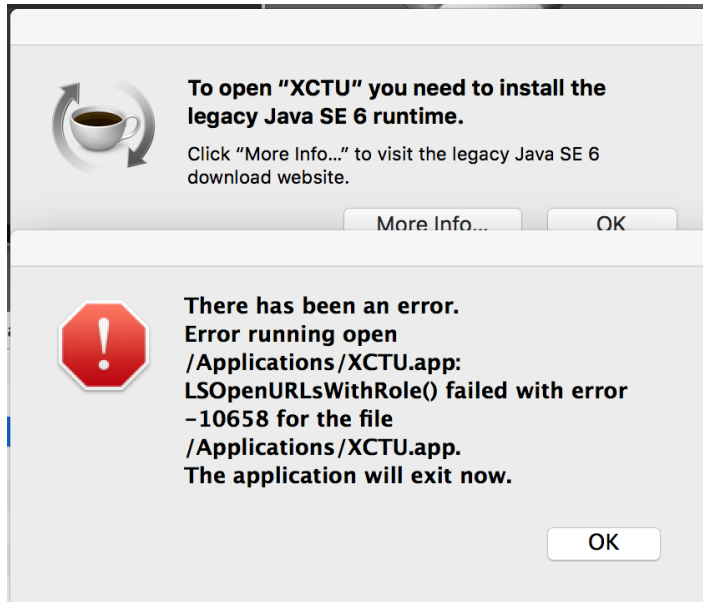 To open “XCTU” you need to install the
legacy Java SE 6 runtime.
Click “More Info…” to visit the legacy Java SE 6
download website.
More Info... OK
There has been an error.
Error running open
/Applications/XCTU.app:
LSOpenURLsWithRole() failed with error
-10658 for the file
/Applications/XCTU.app.
The application will exit now.
OK